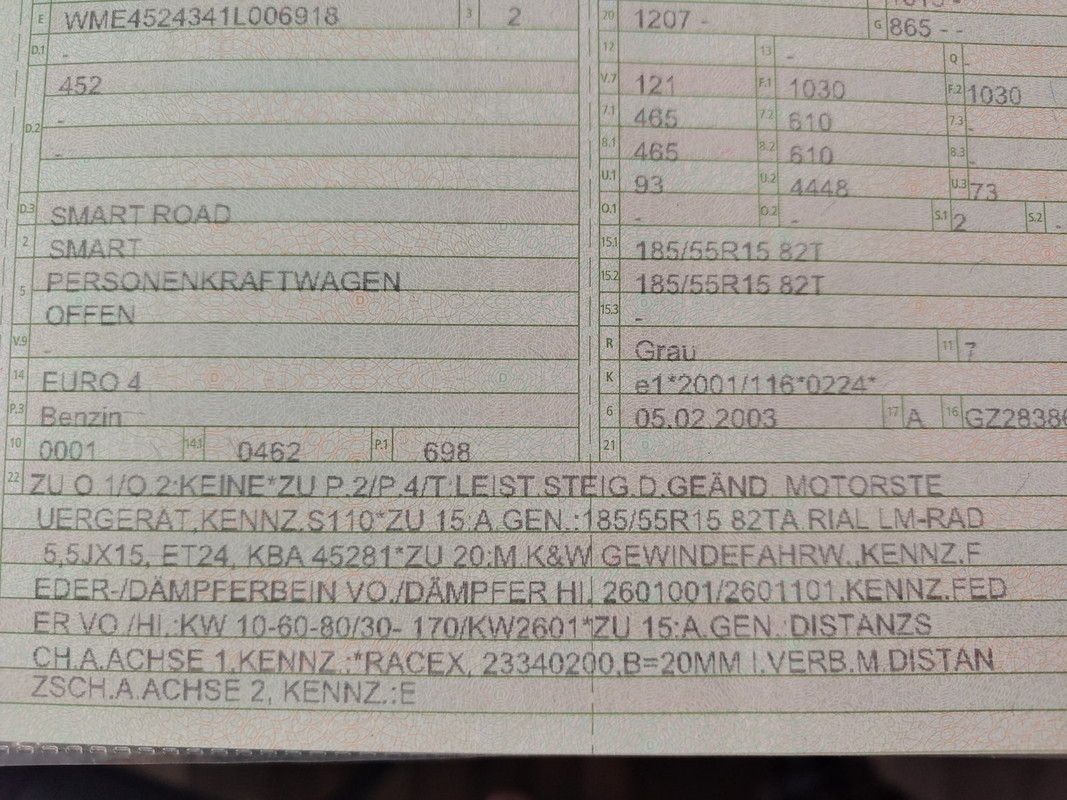 E WME4524341L006918 3 2
D.1 -
452
D.2 -
-
D.3 SMART ROAD
2 SMART
5 PERSONENKRAFTWAGEN
OFFEN
V.9 -
14 EURO 4
P.3 Benzin
10 0001 14.1 0462 P.1 698
20 1207 - G 865 - -
12 13 - Q -
V.7 121 F.1 1030 F.2 1030
7.1 465 7.2 610 7.3 -
8.1 465 8.2 610 8.3 -
U.1 93 U.2 4448 U.3 73
O.1 - O.2 - S.1 2 S.2 -
15.1 185/55R15 82T
15.2 185/55R15 82T
15.3 -
R Grau 11 7
K e1*2001/116*0224*
6 05.02.2003 17 A 16 GZ2838
21
22 ZU O.1/O.2:KEINE*ZU P.2/P.4/T:LEIST.STEIG.D.GEÄND. MOTORSTE
UERGERÄT,KENNZ.S110*ZU 15:A.GEN.:185/55R15 82TA.RIAL LM-RAD
5,5JX15, ET24, KBA 45281*ZU 20:M.K&W GEWINDEFAHRW.,KENNZ.F
EDER-/DÄMPFERBEIN VO./DÄMPFER HI. 2601001/2601101,KENNZ.FED
ER VO./HI.:KW 10-60-80/30- 170/KW2601*ZU 15:A.GEN.:DISTANZS
CH.A.ACHSE 1,KENNZ.:*RACEX, 23340200,B=20MM I.VERB.M.DISTAN
ZSCH.A.ACHSE 2, KENNZ.:E